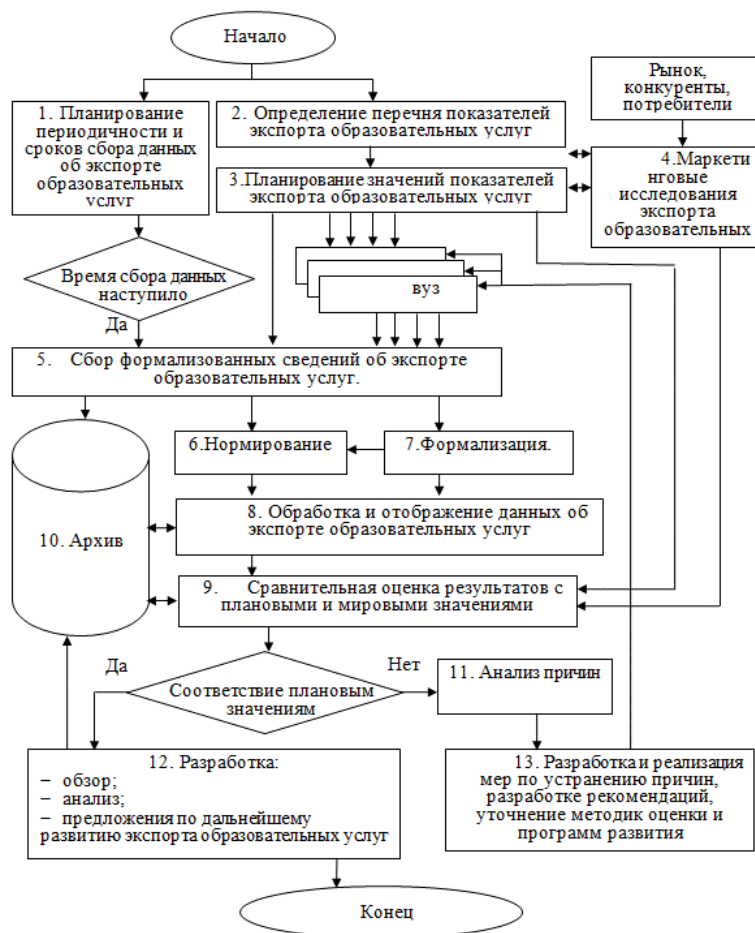 Начало
Рынок,
конкуренты,
потребители
1. Планирование
периодичности и
сроков сбора данных
об экспорте
образовательных
услуг
2. Определение перечня показателей
экспорта образовательных услуг
3.Планирование значений показателей
экспорта образовательных услуг
4.Маркети
нговые
исследования
экспорта
образовательных
Время сбора данных
наступило
вуз
Да
5. Сбор формализованных сведений об экспорте
образовательных услуг.
6.Нормирование
7.Формализация.
8. Обработка и отображение данных об
экспорте образовательных услуг
10. Архив
9. Сравнительная оценка результатов с
плановыми и мировыми значениями
Да
Нет
Соответствие плановым
значениям
11. Анализ причин
12. Разработка:
– обзор;
– анализ;
– предложения по дальнейшему
развитию экспорта образовательных услуг
13. Разработка и реализация
мер по устранению причин,
разработке рекомендаций,
уточнение методик оценки и
программ развития
Конец